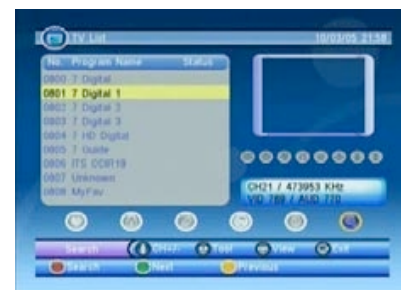 TV List
10/03/05 21:58
No. Program Name Status
0800 7 Digital
0801 7 Digital 1
0802 7 Digital 2
0803 7 Digital 3
0804 7 HD Digital
0805 7 Guide
0806 ITS CCIR18
0807 Unknown
0808 MyFav
CH21 / 473953 KHz
VID 769 / AUD 770
Search CH+/- Tool View Exit
Search Next Previous